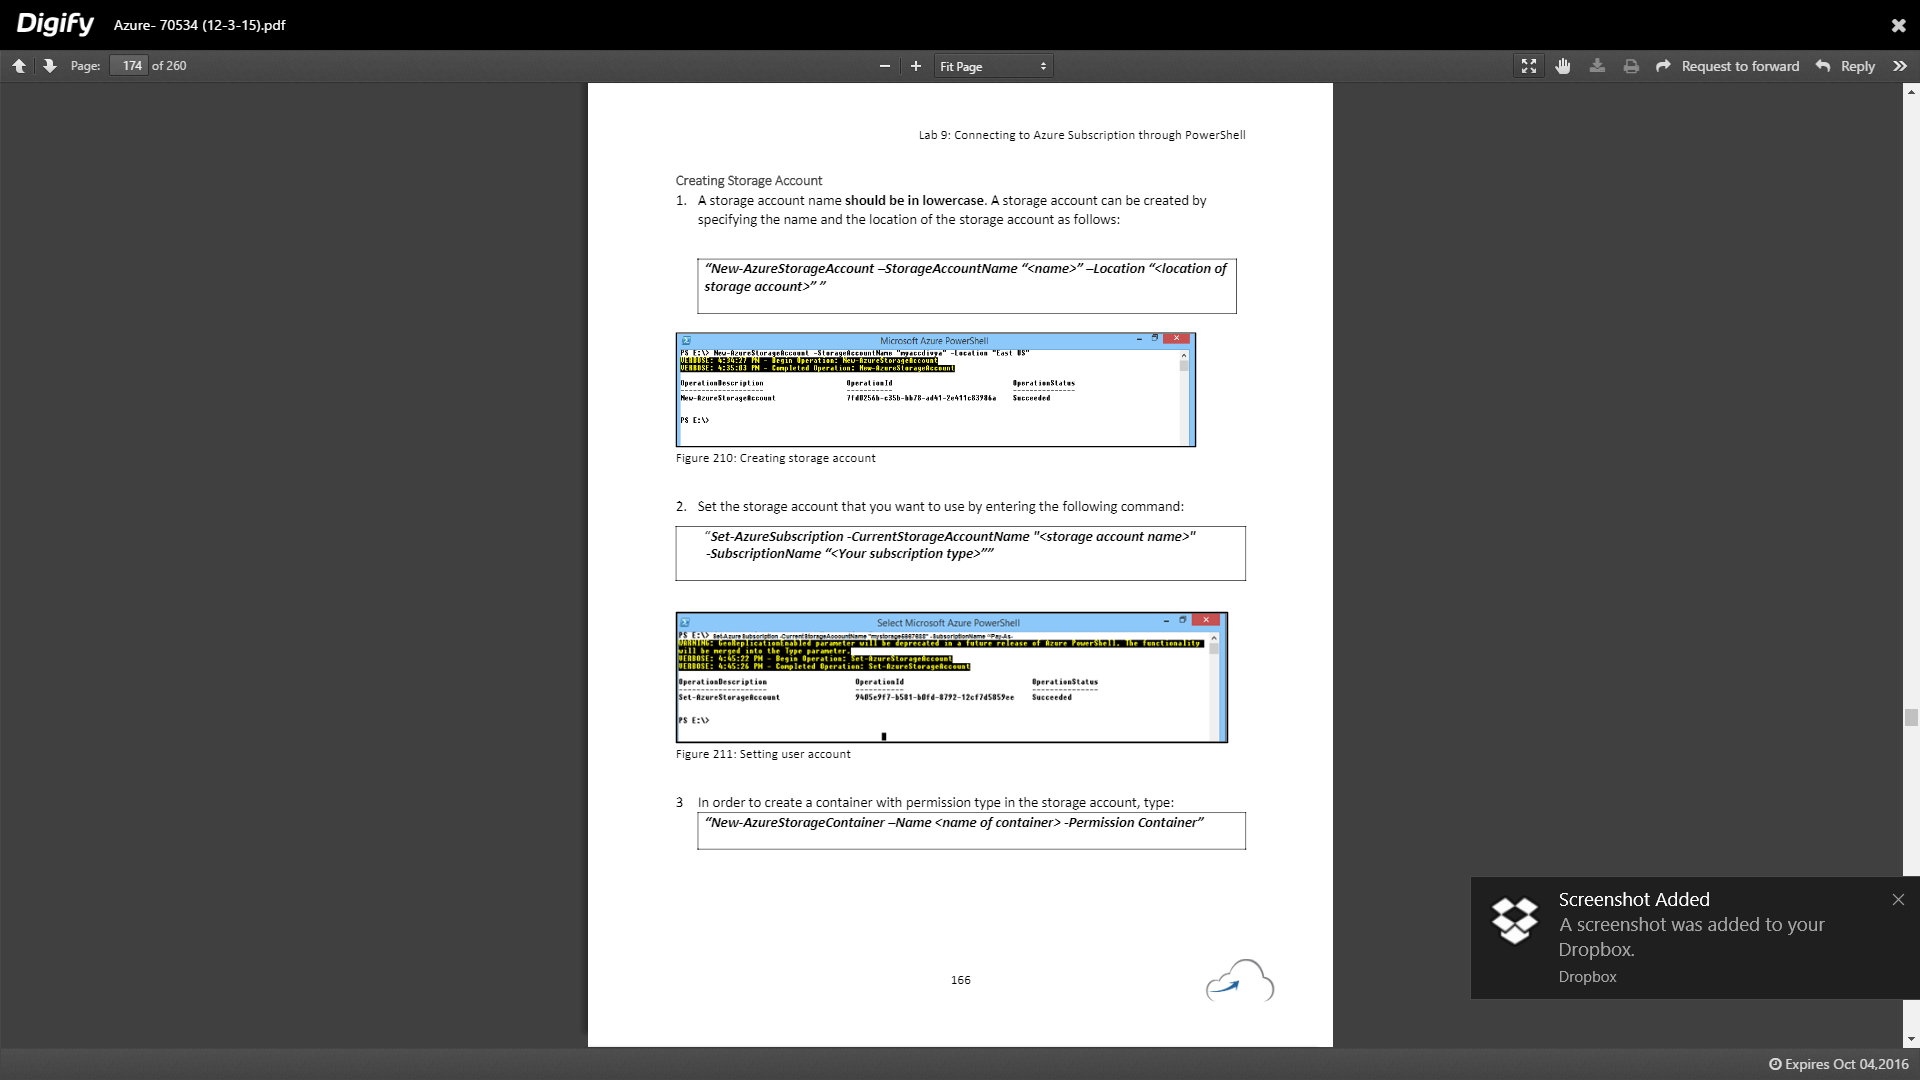 Digify Azure- 70534 (12-3-15).pdf
Page: 174 of 260 Fit Page Request to forward Reply
Lab 9: Connecting to Azure Subscription through PowerShell
Creating Storage Account
1. A storage account name should be in lowercase. A storage account can be created by
specifying the name and the location of the storage account as follows:
“New-AzureStorageAccount –StorageAccountName “<name>” –Location “<location of
storage account>” ”
Microsoft Azure PowerShell
PS E:\> New-AzureStorageAccount -StorageAccountName "myaccdivya" -Location "East US"
VERBOSE: 4:34:27 PM - Begin Operation: New-AzureStorageAccount
VERBOSE: 4:35:03 PM - Completed Operation: New-AzureStorageAccount
OperationDescription OperationId OperationStatus
New-AzureStorageAccount 7fd0256b-c35b-bb78-ad41-2e411c83986a Succeeded
PS E:\>
Figure 210: Creating storage account
2. Set the storage account that you want to use by entering the following command:
“Set-AzureSubscription -CurrentStorageAccountName "<storage account name>"
-SubscriptionName “<Your subscription type>””
Select Microsoft Azure PowerShell
PS E:\> Set-Azure Subscription -CurrentStorageAccountName -SubscriptionName "Pay-As-
WARNING: GeoReplicationEnabled parameter will be deprecated in a future release of Azure PowerShell. The functionality
will be merged into the Type parameter.
VERBOSE: 4:45:22 PM - Begin Operation: Set-AzureStorageAccount
VERBOSE: 4:45:26 PM - Completed Operation: Set-AzureStorageAccount
OperationDescription OperationId OperationStatus
Set-AzureStorageAccount 9405e9f7-b581-b0fd-8792-12cf7d5859ee Succeeded
PS E:\>
Figure 211: Setting user account
3 In order to create a container with permission type in the storage account, type:
“New-AzureStorageContainer –Name <name of container> -Permission Container”
166
Screenshot Added
A screenshot was added to your
Dropbox.
Dropbox
Expires Oct 04,2016